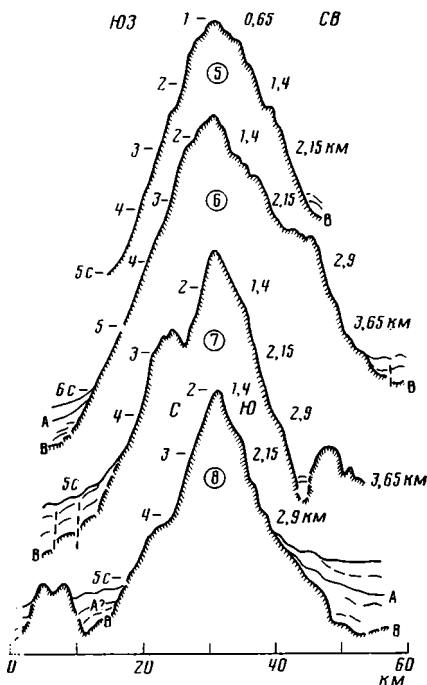 ЮЗ 1 0,65 СВ
2 5 1,4
2 1,4
3 2,15 км
4 3 6 2,15 В
5с 4 2,9
2 1,4
5 3 7 2,15 3,65 км
6с 2 1,4 В
А С Ю 2,9
В 4 3 2,15
8 3,65 км
5с 4 2,9 км
В 5с
А? А
В В
0 20 40 60
км